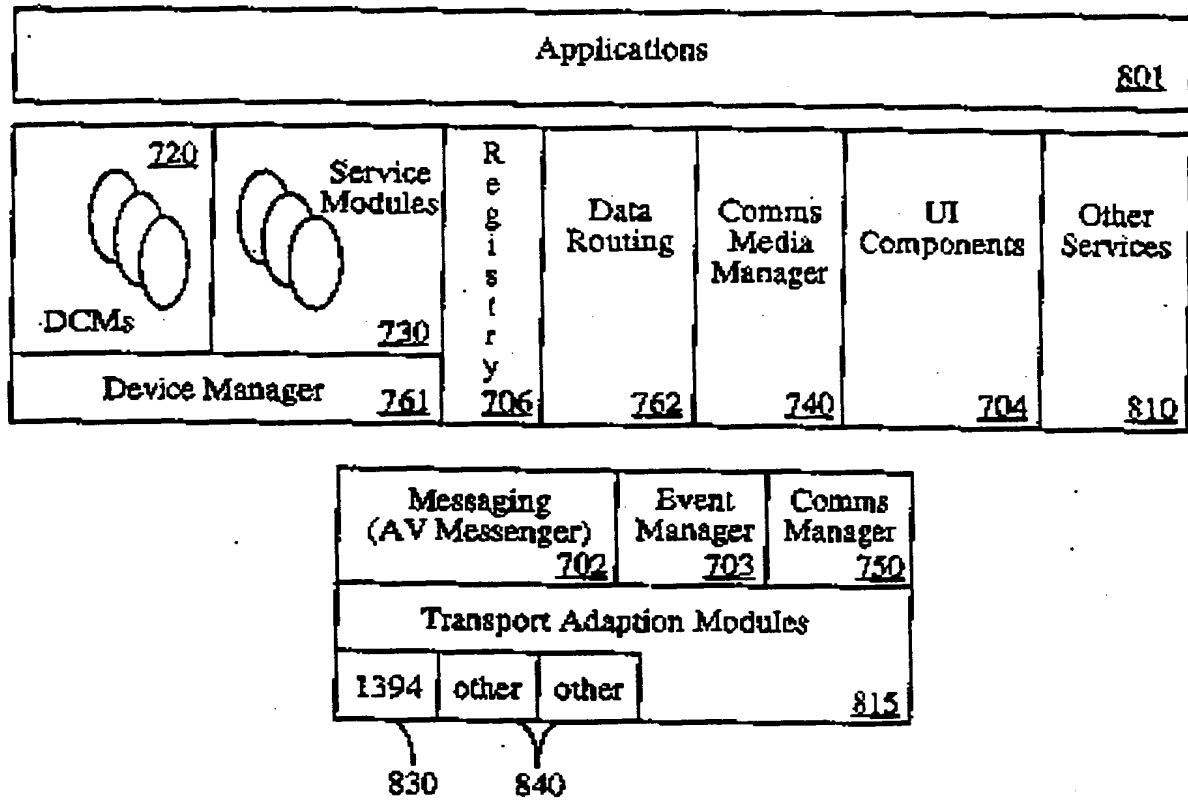 Applications
801
720
DCMs
Service
Modules
730
Device Manager
761
Registry
706
Data
Routing
762
Comms
Media
Manager
740
UI
Components
704
Other
Services
810
Messaging
(AV Messenger)
702
Event
Manager
703
Comms
Manager
750
Transport Adaption Modules
1394
other
other
815
830
840